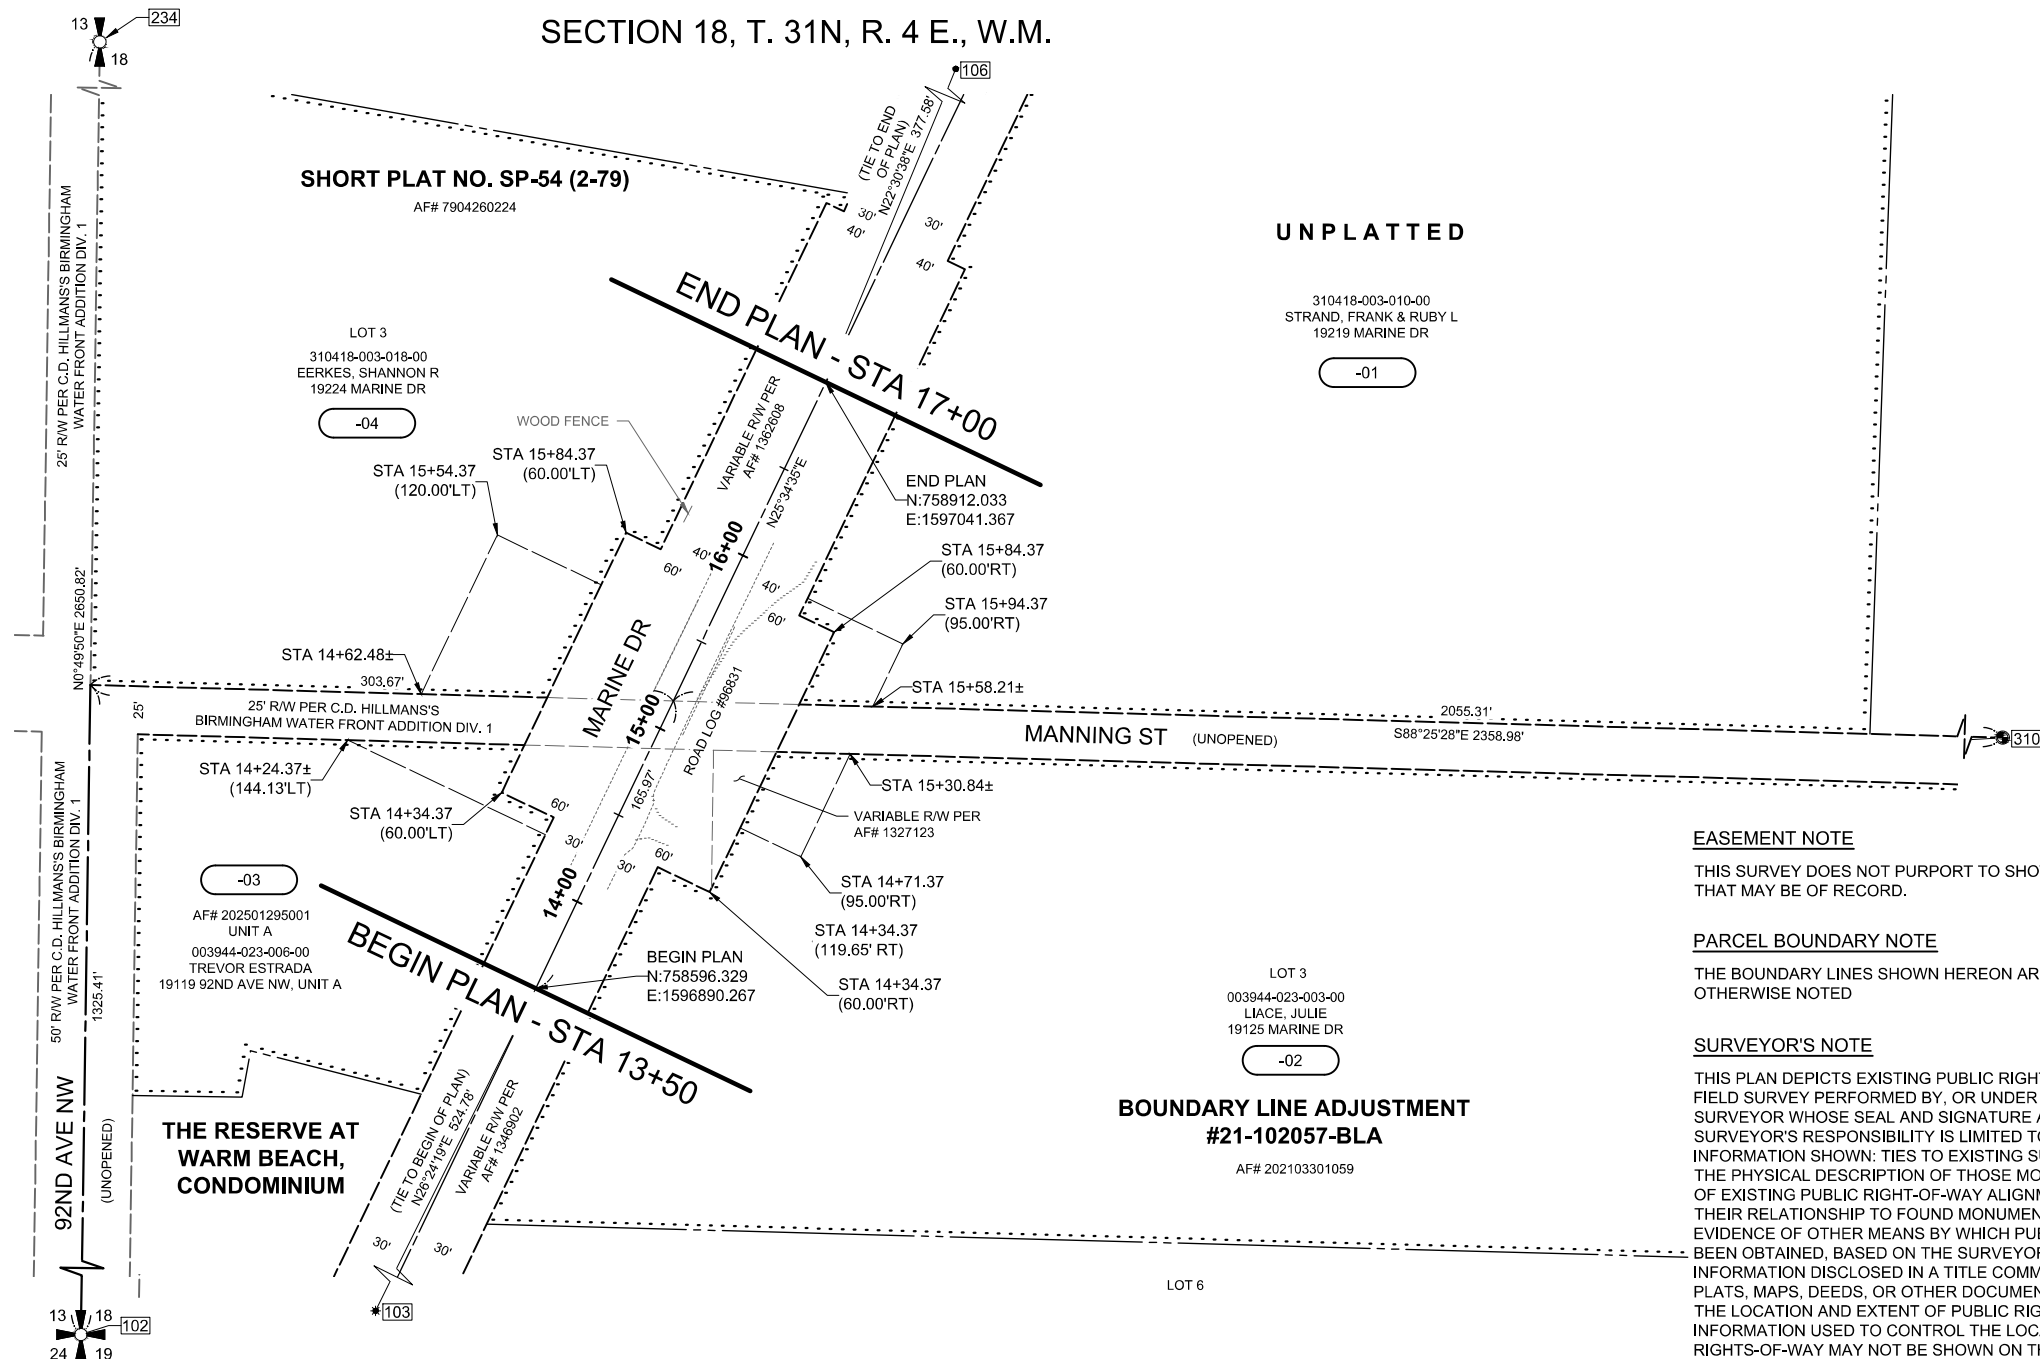 SECTION 18, T. 31N, R. 4 E., W.M.
13
234
18
106
(TIE TO END
OF PLAN)
N22°30'38"E 377.58'
SHORT PLAT NO. SP-54 (2-79)
AF# 7904260224
30'
40'
30'
40'
UNPLATTED
310418-003-010-00
STRAND, FRANK & RUBY L
19219 MARINE DR
-01
25' R/W PER C.D. HILLMANS'S BIRMINGHAM
WATER FRONT ADDITION DIV. 1
LOT 3
310418-003-018-00
EERKES, SHANNON R
19224 MARINE DR
-04
END PLAN - STA 17+00
WOOD FENCE
VARIABLE R/W PER
AF# 1362608
STA 15+84.37
(60.00'LT)
STA 15+54.37
(120.00'LT)
N25°34'35"E
END PLAN
N:758912.033
E:1597041.367
16+00
40'
60'
40'
60'
STA 15+84.37
(60.00'RT)
STA 15+94.37
(95.00'RT)
N0°49'50"E 2650.82'
STA 14+62.48±
303.67'
MARINE DR
ROAD LOG #96831
STA 15+58.21±
25'
25' R/W PER C.D. HILLMANS'S
BIRMINGHAM WATER FRONT ADDITION DIV. 1
15+00
MANNING ST
(UNOPENED)
2055.31'
S88°25'28"E 2358.98'
310
STA 14+24.37±
(144.13'LT)
STA 14+34.37
(60.00'LT)
165.97'
STA 15+30.84±
VARIABLE R/W PER
AF# 1327123
60'
30'
30'
60'
50' R/W PER C.D. HILLMANS'S BIRMINGHAM
WATER FRONT ADDITION DIV. 1
1325.41'
-03
AF# 202501295001
UNIT A
003944-023-006-00
TREVOR ESTRADA
19119 92ND AVE NW, UNIT A
14+00
STA 14+71.37
(95.00'RT)
STA 14+34.37
(119.65' RT)
STA 14+34.37
(60.00'RT)
BEGIN PLAN
N:758596.329
E:1596890.267
BEGIN PLAN - STA 13+50
LOT 3
003944-023-003-00
LIACE, JULIE
19125 MARINE DR
-02
BOUNDARY LINE ADJUSTMENT
#21-102057-BLA
AF# 202103301059
92ND AVE NW
(UNOPENED)
THE RESERVE AT
WARM BEACH,
CONDOMINIUM
(TIE TO BEGIN OF PLAN)
N26°24'19"E 524.78'
VARIABLE R/W PER
AF# 1346902
30'
30'
103
LOT 6
13
18
102
24
19
EASEMENT NOTE
THIS SURVEY DOES NOT PURPORT TO SHO
THAT MAY BE OF RECORD.
PARCEL BOUNDARY NOTE
THE BOUNDARY LINES SHOWN HEREON AR
OTHERWISE NOTED
SURVEYOR'S NOTE
THIS PLAN DEPICTS EXISTING PUBLIC RIGHT
FIELD SURVEY PERFORMED BY, OR UNDER
SURVEYOR WHOSE SEAL AND SIGNATURE A
SURVEYOR'S RESPONSIBILITY IS LIMITED TO
INFORMATION SHOWN: TIES TO EXISTING SU
THE PHYSICAL DESCRIPTION OF THOSE MO
OF EXISTING PUBLIC RIGHT-OF-WAY ALIGNM
THEIR RELATIONSHIP TO FOUND MONUMEN
EVIDENCE OF OTHER MEANS BY WHICH PUB
BEEN OBTAINED, BASED ON THE SURVEYOR
INFORMATION DISCLOSED IN A TITLE COMM
PLATS, MAPS, DEEDS, OR OTHER DOCUMEN
THE LOCATION AND EXTENT OF PUBLIC RIG
INFORMATION USED TO CONTROL THE LOCA
RIGHTS-OF-WAY MAY NOT BE SHOWN ON TH